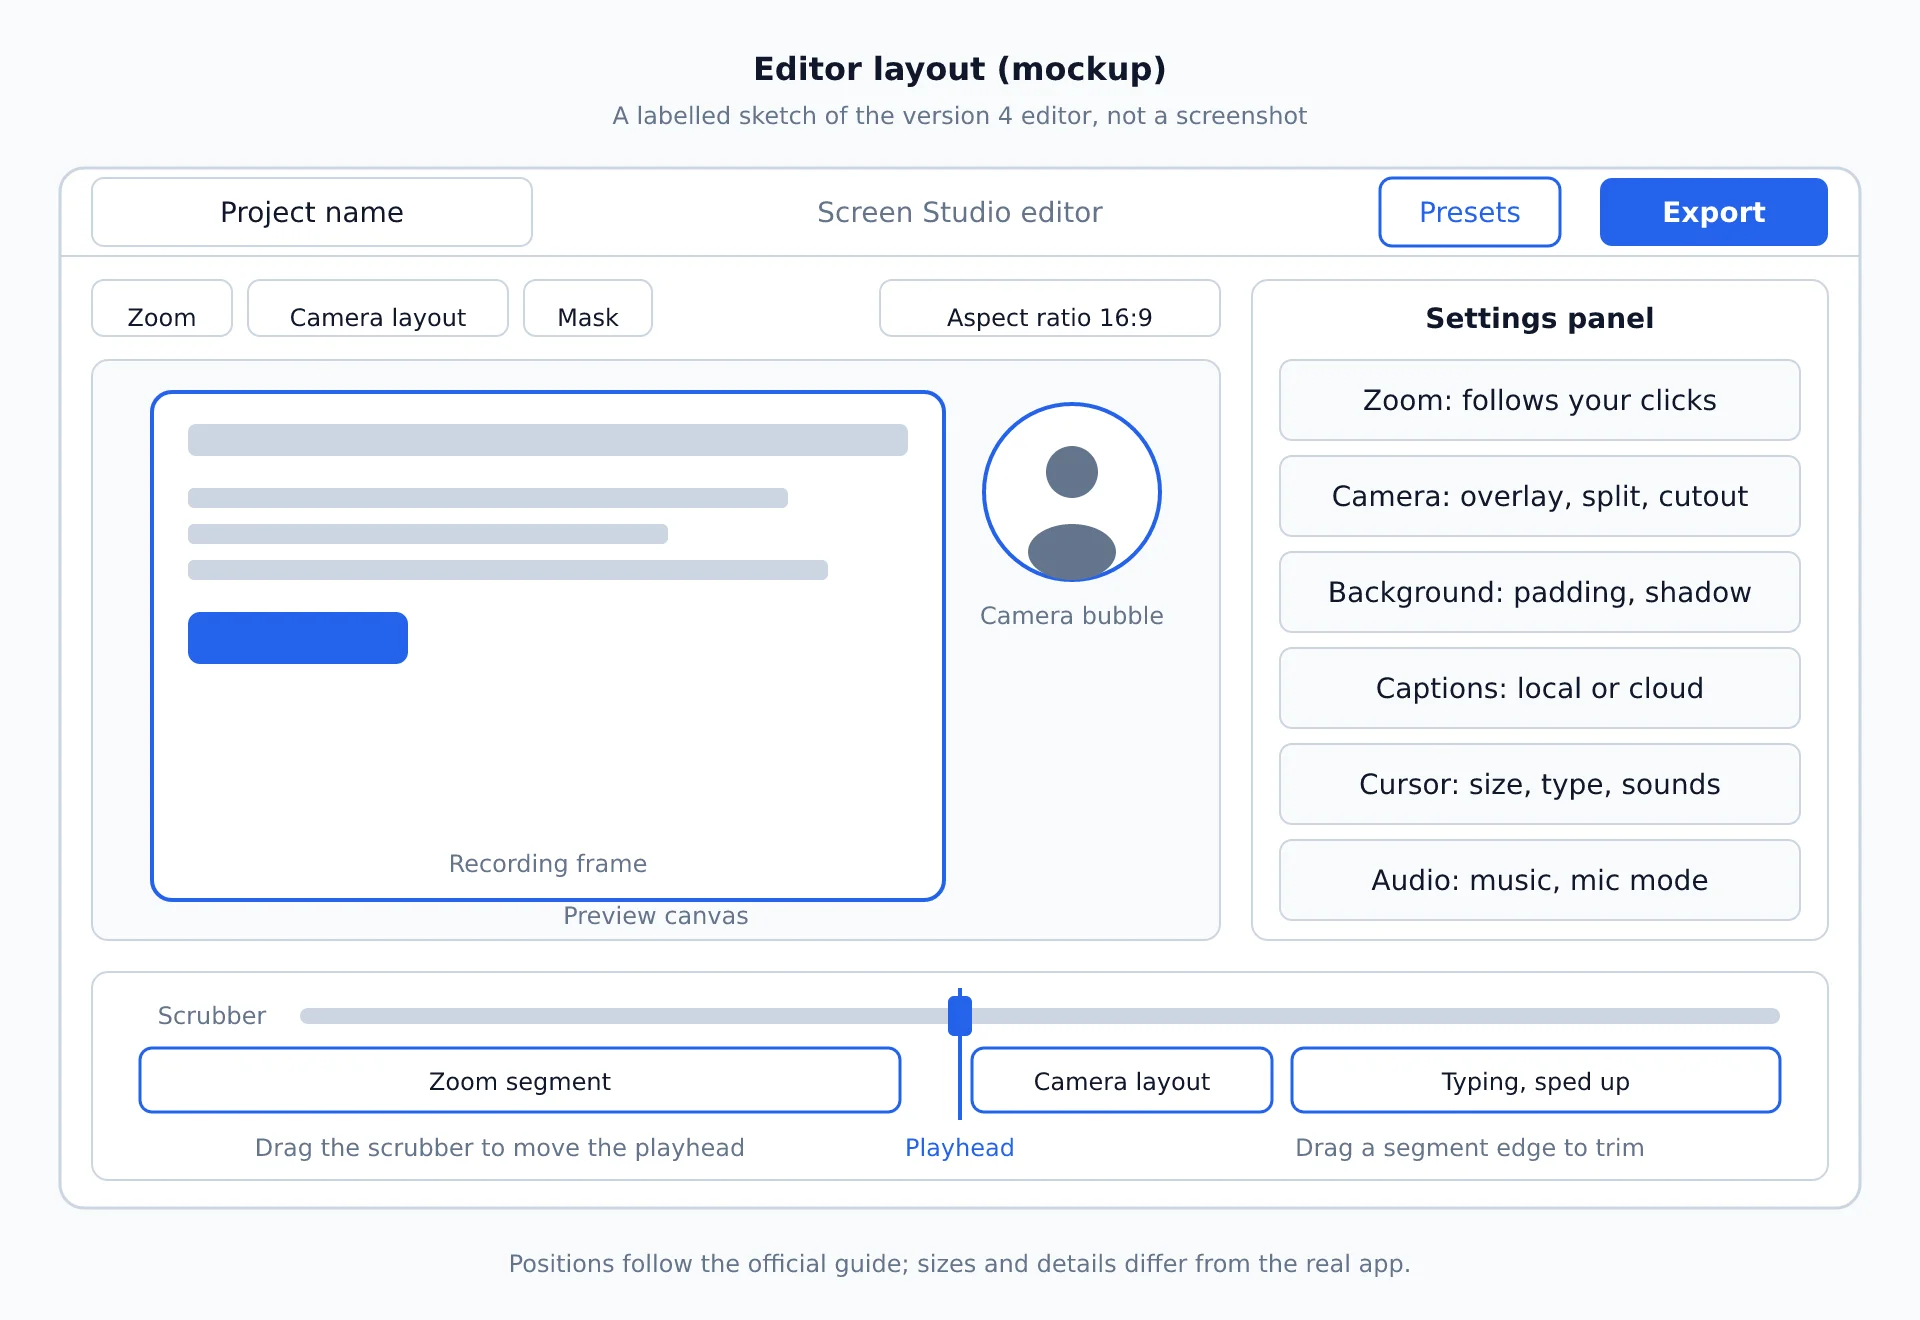 Editor layout (mockup)
A labelled sketch of the version 4 editor, not a screenshot
Project name
Screen Studio editor
Presets
Export
Zoom
Camera layout
Mask
Aspect ratio 16:9
Recording frame
Camera bubble
Preview canvas
Settings panel
Zoom: follows your clicks
Camera: overlay, split, cutout
Background: padding, shadow
Captions: local or cloud
Cursor: size, type, sounds
Audio: music, mic mode
Scrubber
Zoom segment
Camera layout
Typing, sped up
Drag the scrubber to move the playhead
Playhead
Drag a segment edge to trim
Positions follow the official guide; sizes and details differ from the real app.